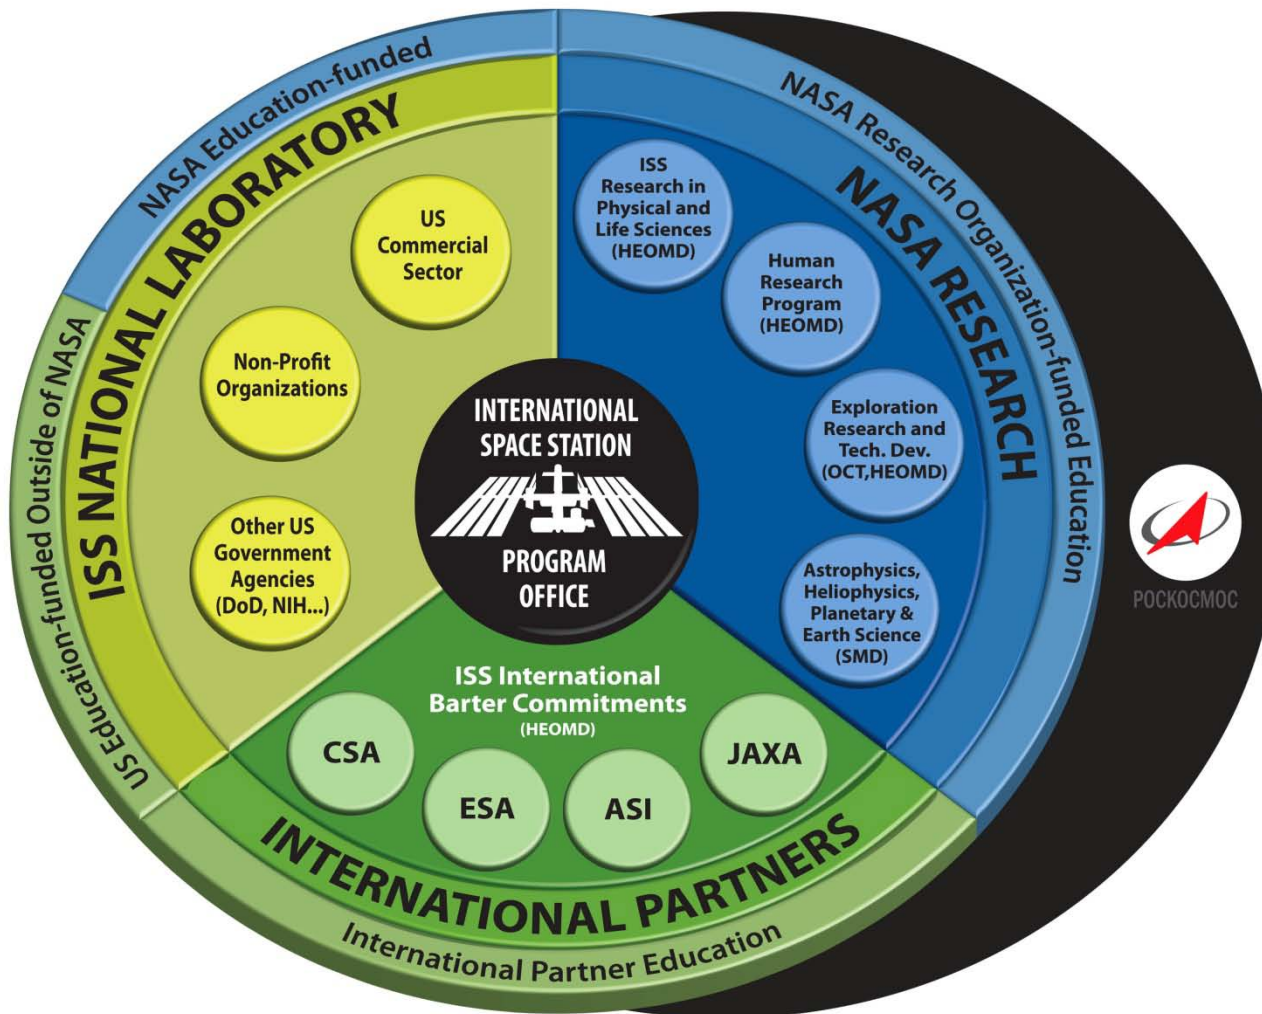 NASA Education-funded
NASA Research Organization-funded Education
US Education-funded Outside of NASA
International Partner Education
ISS NATIONAL LABORATORY
US
Commercial
Sector
Non-Profit
Organizations
Other US
Government
Agencies
(DoD, NIH...)
NASA RESEARCH
ISS
Research in
Physical and
Life Sciences
(HEOMD)
Human
Research
Program
(HEOMD)
Exploration
Research and
Tech. Dev.
(OCT,HEOMD)
Astrophysics,
Heliophysics,
Planetary &
Earth Science
(SMD)
INTERNATIONAL
SPACE STATION
PROGRAM
OFFICE
ISS International
Barter Commitments
(HEOMD)
CSA
ESA
ASI
JAXA
INTERNATIONAL PARTNERS
РОСКОСМОС